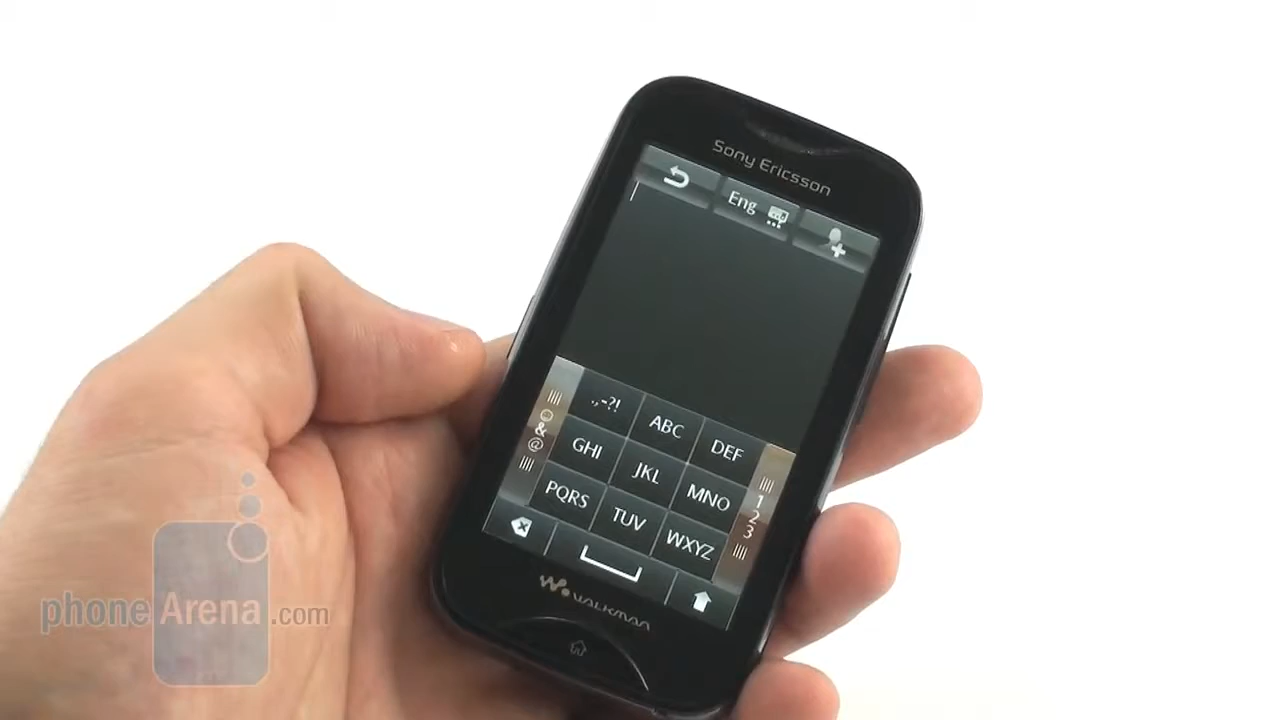 Sony Ericsson
Eng
.,-?!
ABC
DEF
&
@
GHI
JKL
MNO
1
2
3
PQRS
TUV
WXYZ
WALKMAN
phoneArena.com